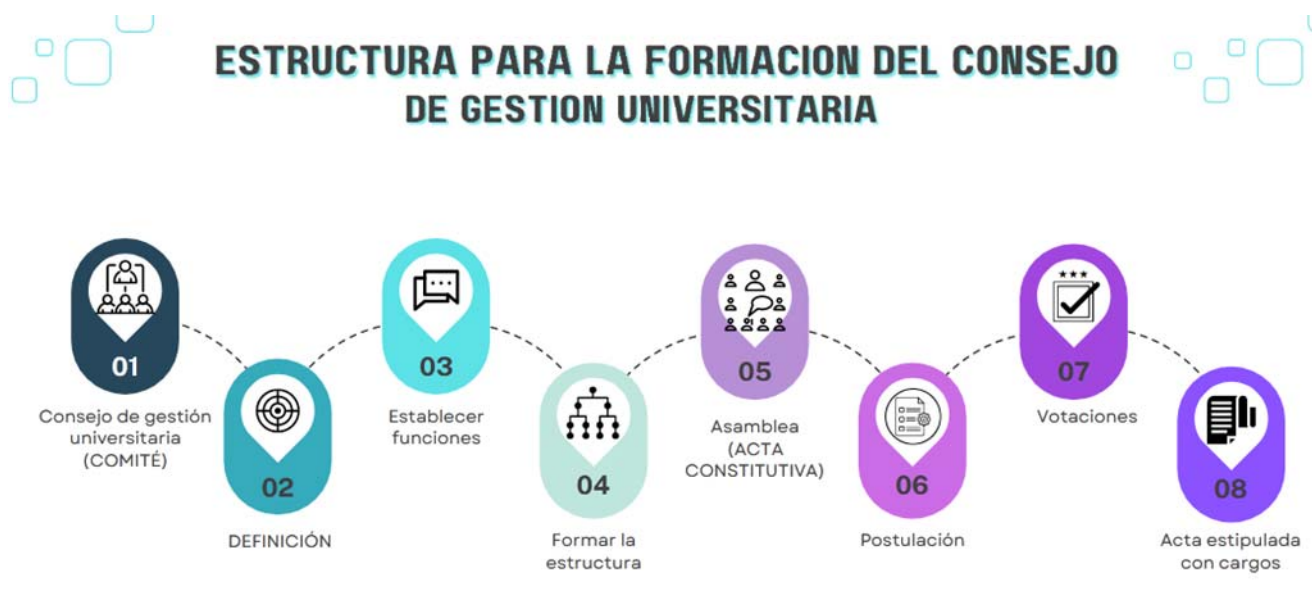 ESTRUCTURA PARA LA FORMACION DEL CONSEJO
DE GESTION UNIVERSITARIA
01
Consejo de gestión
universitaria
(COMITÉ)
02
DEFINICIÓN
03
Establecer
funciones
04
Formar la
estructura
05
Asamblea
(ACTA
CONSTITUTIVA)
06
Postulación
07
Votaciones
08
Acta estipulada
con cargos